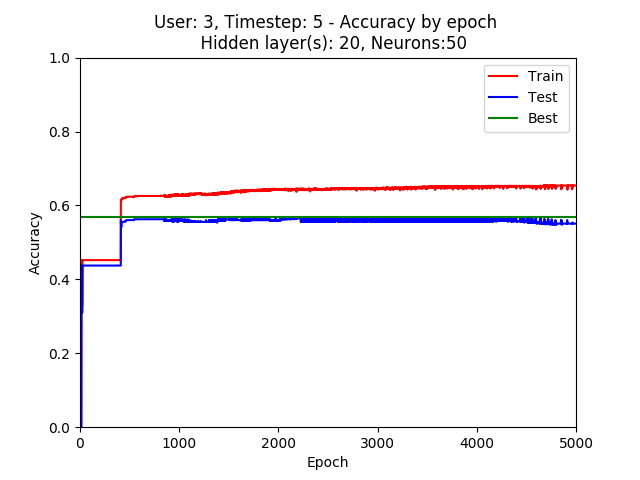 User: 3, Timestep: 5 - Accuracy by epoch
Hidden layer(s): 20, Neurons:50
1.0
0.8
0.6
0.4
0.2
0.0
Accuracy
Train
Test
Best
0 1000 2000 3000 4000 5000
Epoch